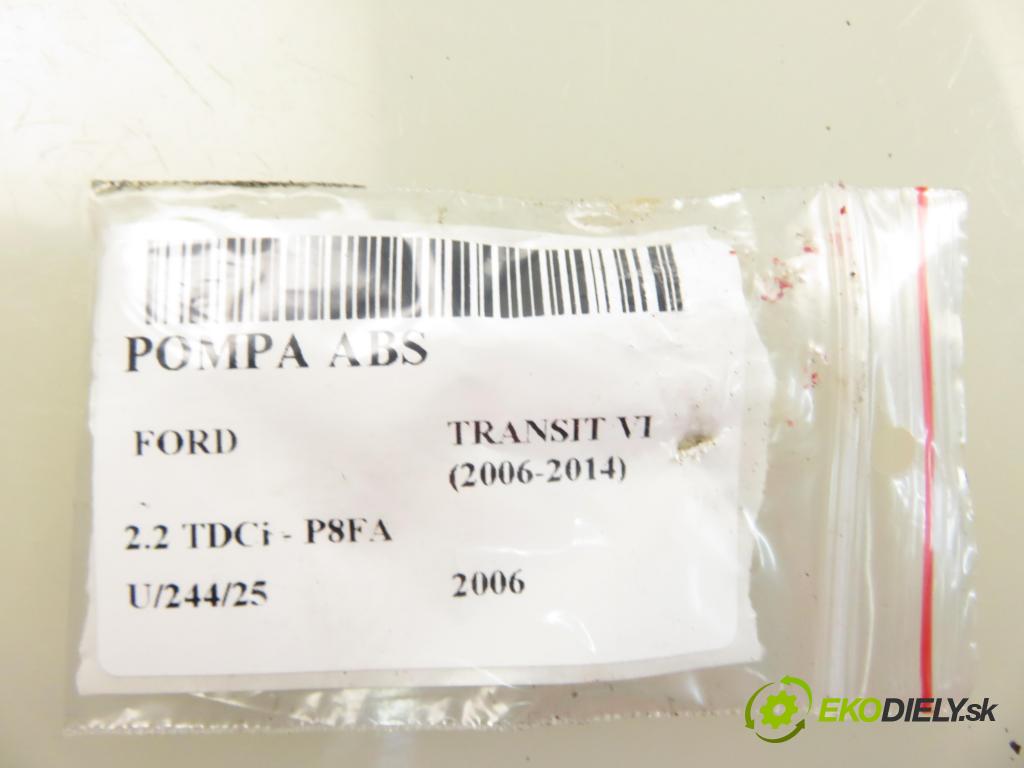 POMPA ABS
FORD
TRANSIT VI
(2006-2014)
2.2 TDCi - P8FA
U/244/25
2006
EKODIELY.sk